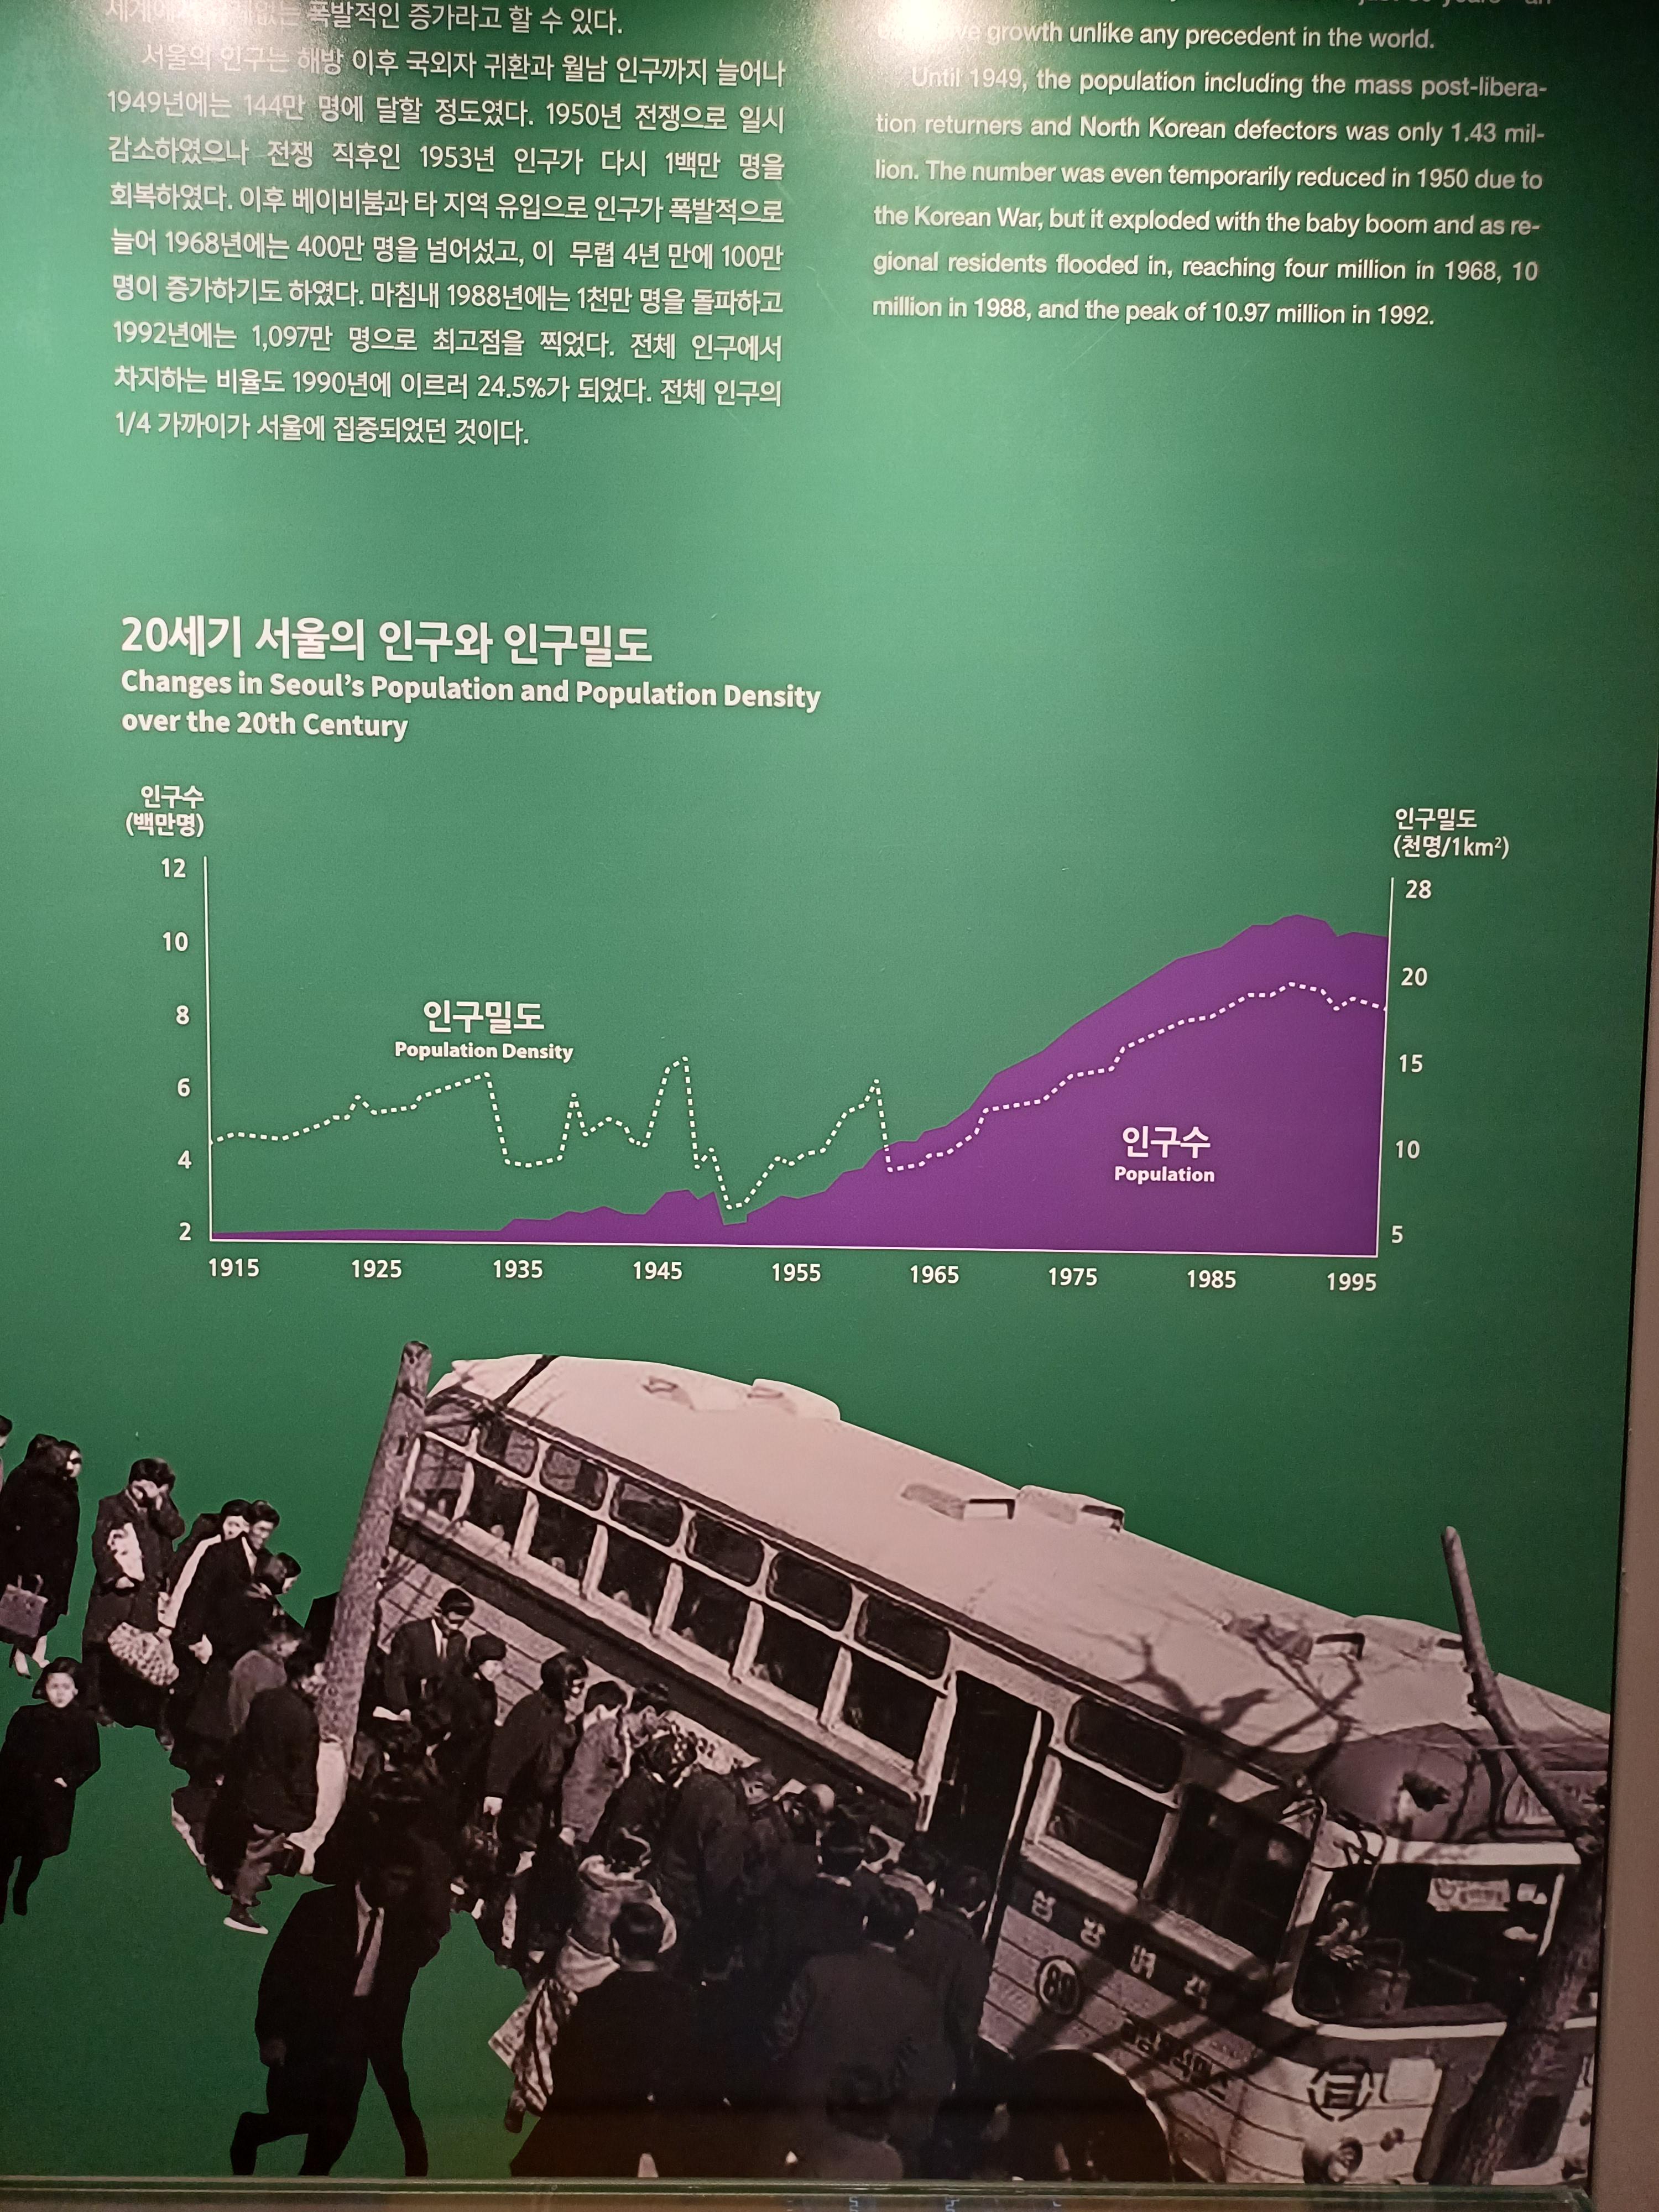 폭발적인 증가라고 할 수 있다.
서울의 인구는 해방 이후 국외자 귀환과 월남 인구까지 늘어나
1949년에는 144만 명에 달할 정도였다. 1950년 전쟁으로 일시
감소하였으나 전쟁 직후인 1953년 인구가 다시 1백만 명을
회복하였다. 이후 베이비붐과 타 지역 유입으로 인구가 폭발적으로
늘어 1968년에는 400만 명을 넘어섰고, 이 무렵 4년 만에 100만
명이 증가하기도 하였다. 마침내 1988년에는 1천만 명을 돌파하고
1992년에는 1,097만 명으로 최고점을 찍었다. 전체 인구에서
차지하는 비율도 1990년에 이르러 24.5%가 되었다. 전체 인구의
1/4 가까이가 서울에 집중되었던 것이다.
growth unlike any precedent in the world.
Until 1949, the population including the mass post-libera-
tion returners and North Korean defectors was only 1.43 mil-
lion. The number was even temporarily reduced in 1950 due to
the Korean War, but it exploded with the baby boom and as re-
gional residents flooded in, reaching four million in 1968, 10
million in 1988, and the peak of 10.97 million in 1992.
20세기 서울의 인구와 인구밀도
Changes in Seoul's Population and Population Density
over the 20th Century
인구수
(백만명)
12
10
8
6
4
2
인구밀도
(천명/1km²)
28
20
15
10
5
인구밀도
Population Density
인구수
Population
1915 1925 1935 1945 1955 1965 1975 1985 1995